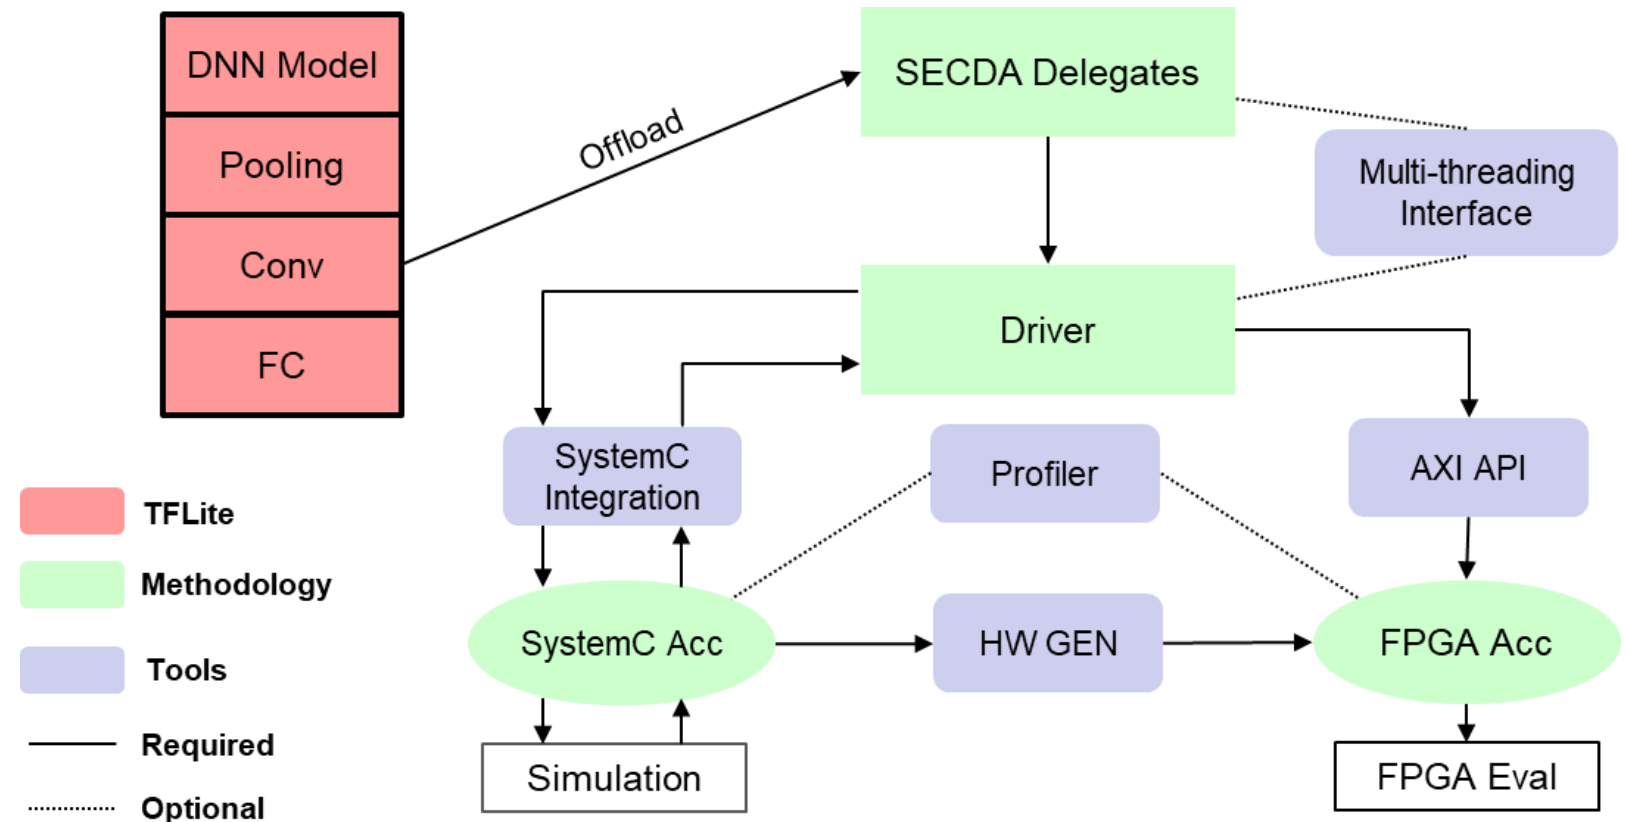 DNN Model
Pooling
Conv
FC
Offload
SECDA Delegates
Multi-threading
Interface
Driver
SystemC
Integration
Profiler
AXI API
SystemC Acc
HW GEN
FPGA Acc
Simulation
FPGA Eval
TFLite
Methodology
Tools
Required
Optional